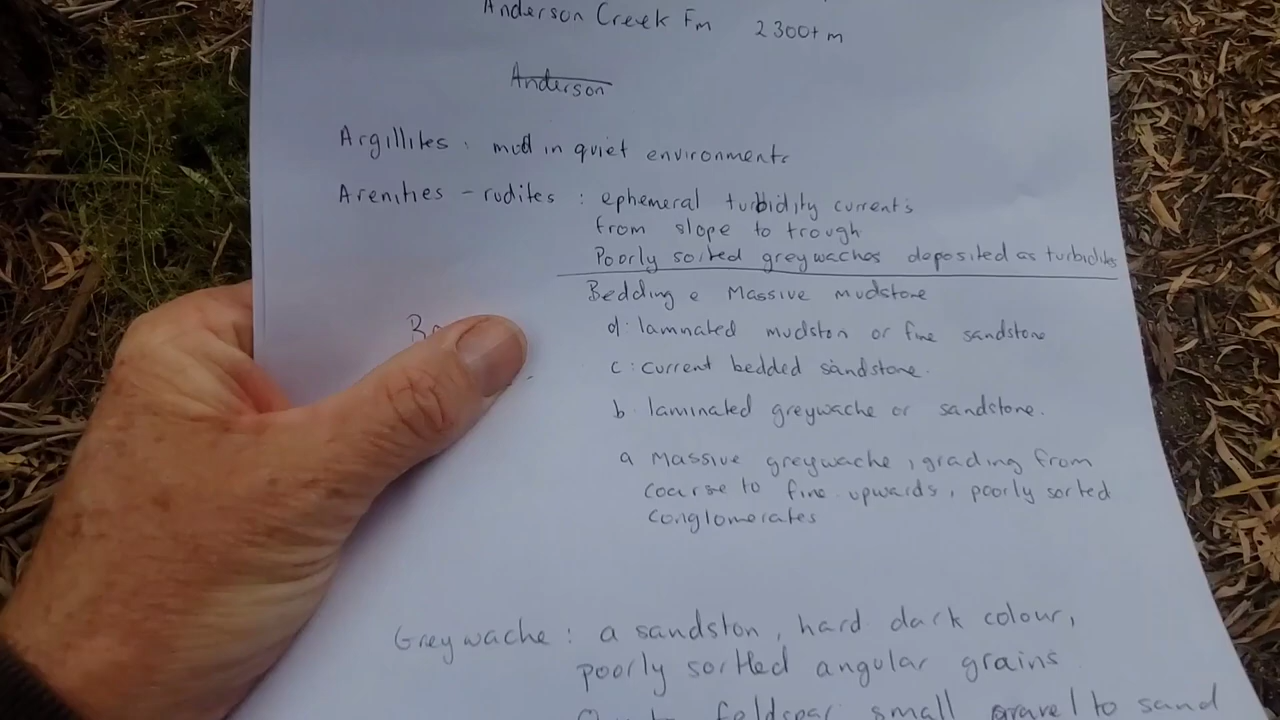 Anderson Creek Fm 2300+ m
Anderson
Argillites : mud in quiet environments
Arenites - rudites : ephemeral turbidity currents
from slope to trough
Poorly sorted greywaches deposited as turbidites
Bedding e Massive mudstone
d: lamnated mudston or fine sandstone
c: current bedded sandstone.
b laminated greywache or sandstone.
a Massive greywache, grading from
coarse to fine upwards, poorly sorted
conglomerates
Greywache : a sandston, hard dark colour,
poorly sorted angular grains
feldspar small gravel to sand